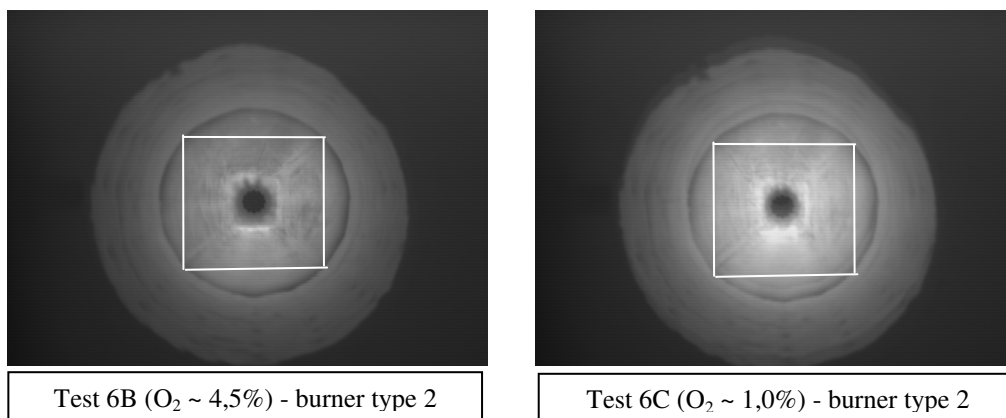 Test 6B (O₂ ~ 4,5%) - burner type 2
Test 6C (O₂ ~ 1,0%) - burner type 2